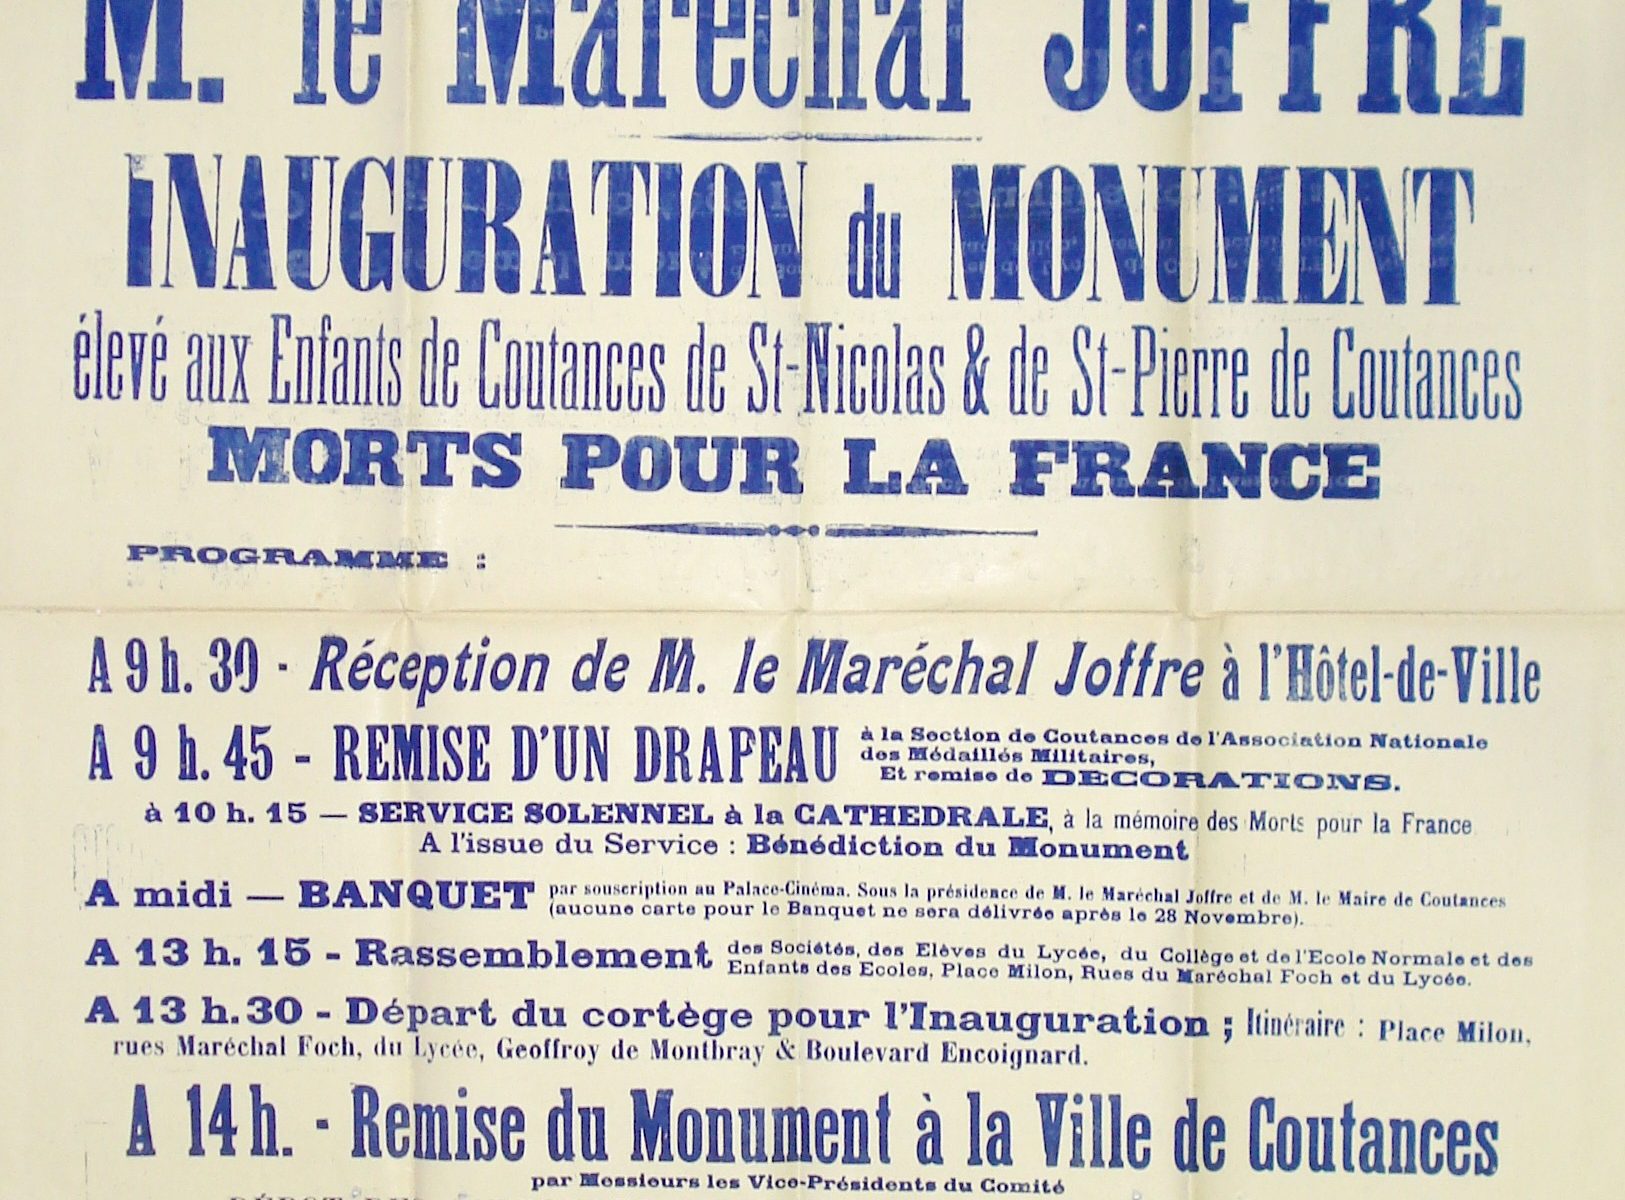 M. le Maréchal JOFFRE
INAUGURATION du MONUMENT
élevé aux Enfants de Coutances de St-Nicolas & de St-Pierre de Coutances
MORTS POUR LA FRANCE
PROGRAMME :
A 9 h. 30 - Réception de M. le Maréchal Joffre à l'Hôtel-de-Ville
A 9 h. 45 - REMISE D'UN DRAPEAU à la Section de Coutances de l'Association Nationale
des Médaillés Militaires,
Et remise de DECORATIONS.
à 10 h. 15 — SERVICE SOLENNEL à la CATHEDRALE, à la mémoire des Morts pour la France
A l'issue du Service : Bénédiction du Monument
A midi — BANQUET par souscription au Palace-Cinéma. Sous la présidence de M. le Maréchal Joffre et de M. le Maire de Coutances
(aucune carte pour le Banquet ne sera délivrée après le 28 Novembre).
A 13 h. 15 - Rassemblement des Sociétés, des Elèves du Lycée, du Collège et de l'Ecole Normale et des
Enfants des Ecoles, Place Milon, Rues du Maréchal Foch et du Lycée.
A 13 h. 30 - Départ du cortège pour l'Inauguration ; Itinéraire : Place Milon,
rues Maréchal Foch, du Lycée, Geoffroy de Montbray & Boulevard Encoignard.
A 14 h. - Remise du Monument à la Ville de Coutances
par Messieurs les Vice-Présidents du Comité